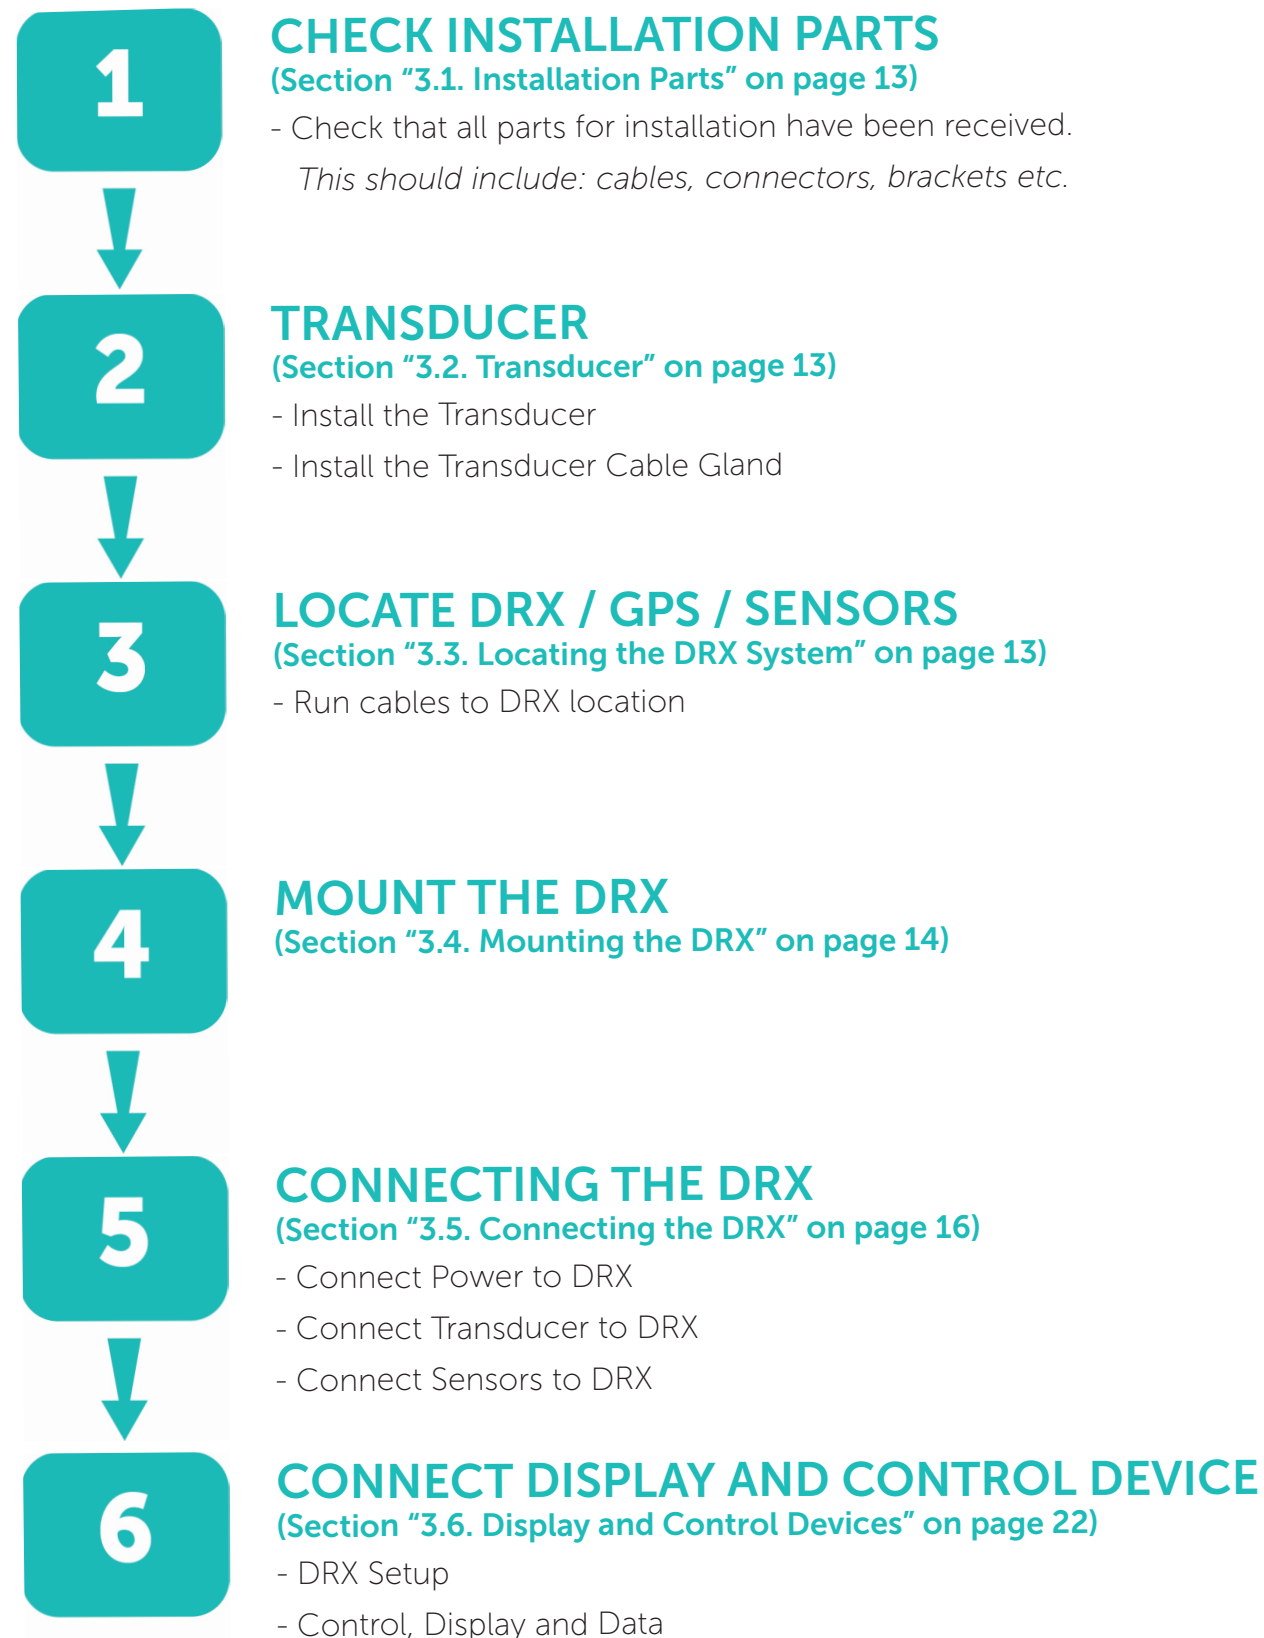 1
CHECK INSTALLATION PARTS
(Section “3.1. Installation Parts” on page 13)
- Check that all parts for installation have been received.
This should include: cables, connectors, brackets etc.
2
TRANSDUCER
(Section “3.2. Transducer” on page 13)
- Install the Transducer
- Install the Transducer Cable Gland
3
LOCATE DRX / GPS / SENSORS
(Section “3.3. Locating the DRX System” on page 13)
- Run cables to DRX location
4
MOUNT THE DRX
(Section “3.4. Mounting the DRX” on page 14)
5
CONNECTING THE DRX
(Section “3.5. Connecting the DRX” on page 16)
- Connect Power to DRX
- Connect Transducer to DRX
- Connect Sensors to DRX
6
CONNECT DISPLAY AND CONTROL DEVICE
(Section “3.6. Display and Control Devices” on page 22)
- DRX Setup
- Control, Display and Data